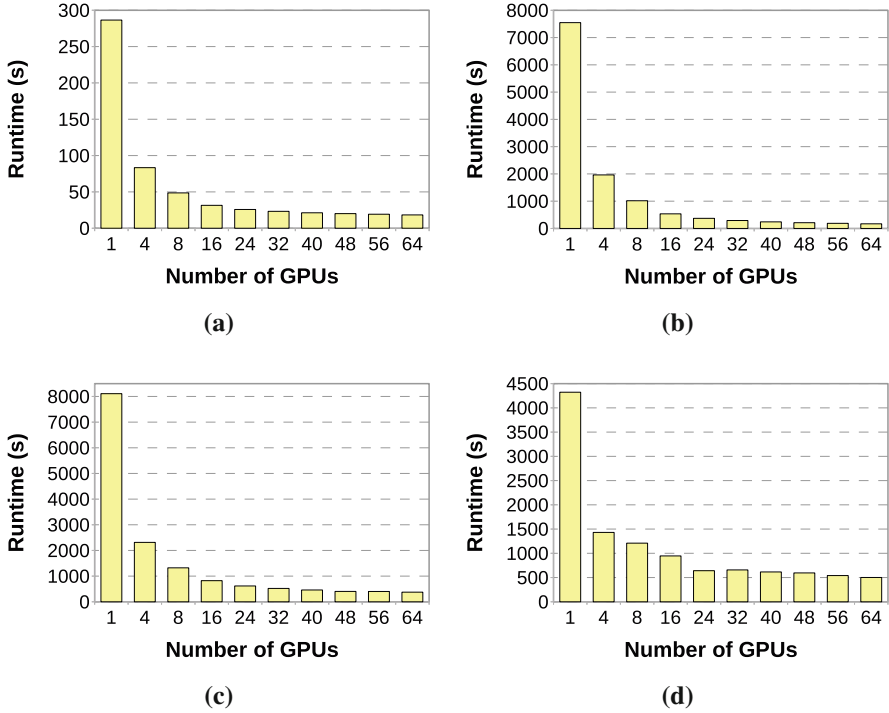 300
250
200
150
100
50
0
Runtime (s)
1 4 8 16 24 32 40 48 56 64
Number of GPUs
(a)
8000
7000
6000
5000
4000
3000
2000
1000
0
Runtime (s)
1 4 8 16 24 32 40 48 56 64
Number of GPUs
(b)
8000
7000
6000
5000
4000
3000
2000
1000
0
Runtime (s)
1 4 8 16 24 32 40 48 56 64
Number of GPUs
(c)
4500
4000
3500
3000
2500
2000
1500
1000
500
0
Runtime (s)
1 4 8 16 24 32 40 48 56 64
Number of GPUs
(d)